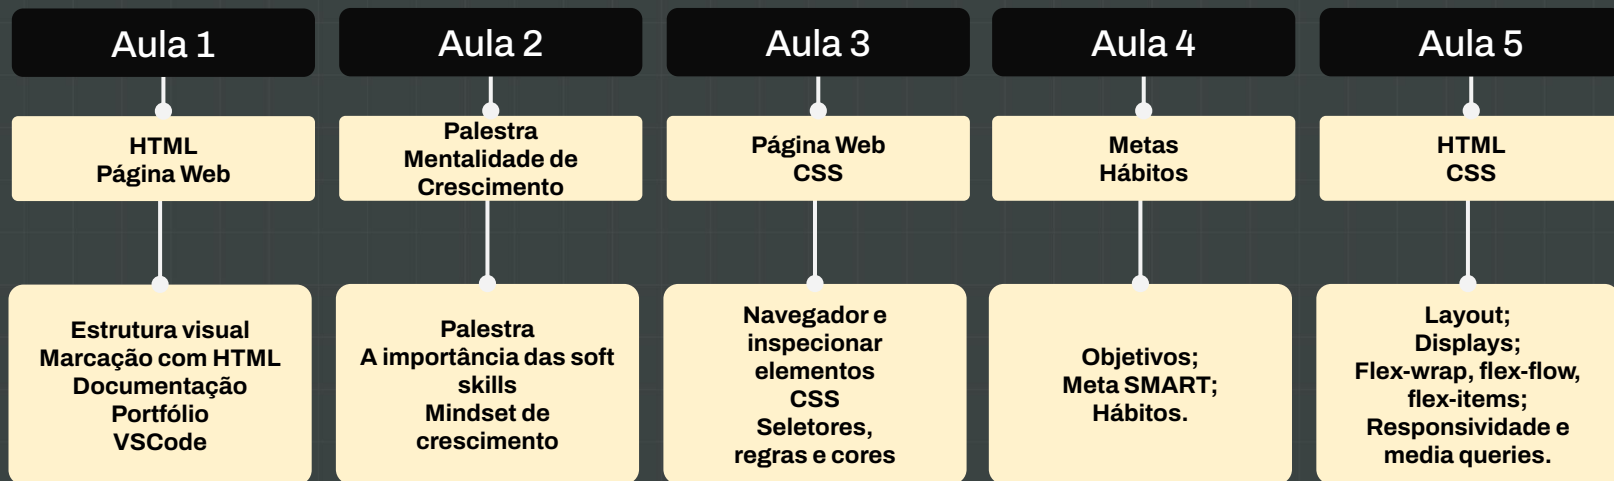 Aula 1
HTML
Página Web
Estrutura visual
Marcação com HTML
Documentação
Portfólio
VSCode
Aula 2
Palestra
Mentalidade de
Crescimento
Palestra
A importância das soft
skills
Mindset de
crescimento
Aula 3
Página Web
CSS
Navegador e
inspecionar
elementos
CSS
Seletores,
regras e cores
Aula 4
Metas
Hábitos
Objetivos;
Meta SMART;
Hábitos.
Aula 5
HTML
CSS
Layout;
Displays;
Flex-wrap, flex-flow,
flex-items;
Responsividade e
media queries.